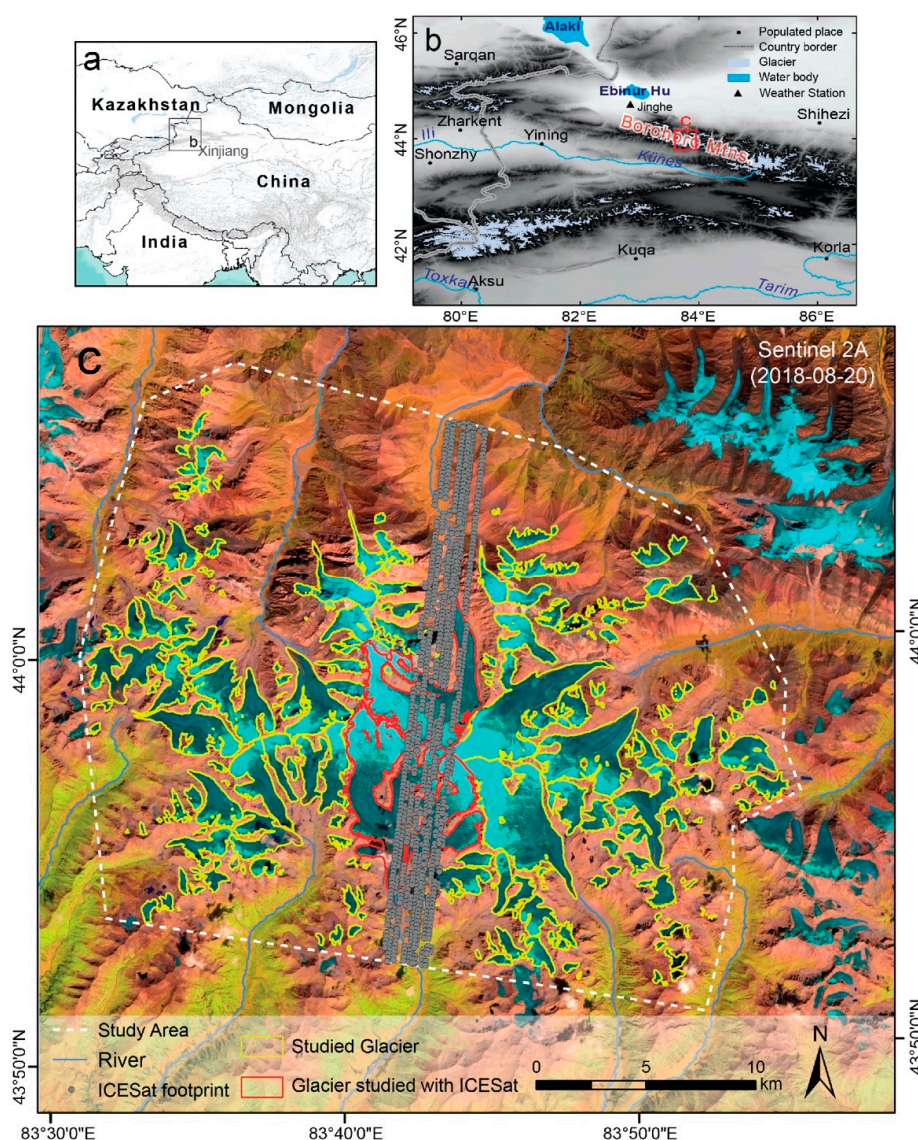 a
Kazakhstan
Mongolia
b
Xinjiang
China
India
b
46°N
44°N
42°N
Alakl
Sarqan
Ebinur Hu
Jinghe
Shihezi
C
Borohoro Mtns.
Zharkent
Ili
Yining
Shonzhy
Künes
Kuqa
Korla
Toxkan
Aksu
Tarim
Populated place
Country border
Glacier
Water body
Weather Station
80°E
82°E
84°E
86°E
C
Sentinel 2A
(2018-08-20)
44°0'N
44°0'0"N
43°50'N
43°50'0"N
Study Area
River
ICESat footprint
Studied Glacier
Glacier studied with ICESat
0 5 10
km
N
83°30'0"E
83°40'0"E
83°50'0"E